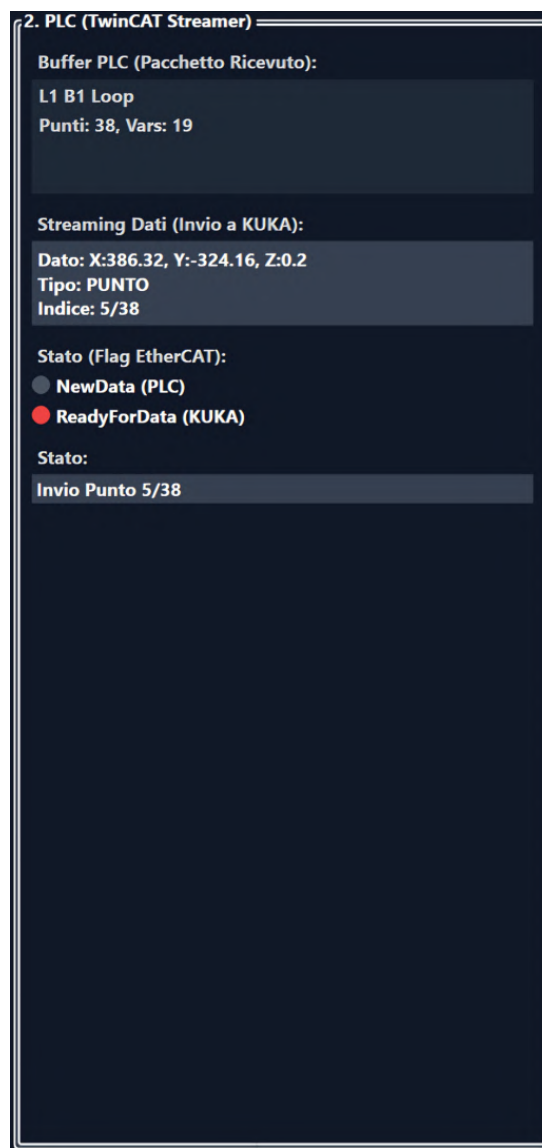 2. PLC (TwinCAT Streamer)
Buffer PLC (Pacchetto Ricevuto):
L1 B1 Loop
Punti: 38, Vars: 19
Streaming Dati (Invio a KUKA):
Dato: X:386.32, Y:-324.16, Z:0.2
Tipo: PUNTO
Indice: 5/38
Stato (Flag EtherCAT):
NewData (PLC)
ReadyForData (KUKA)
Stato:
Invio Punto 5/38